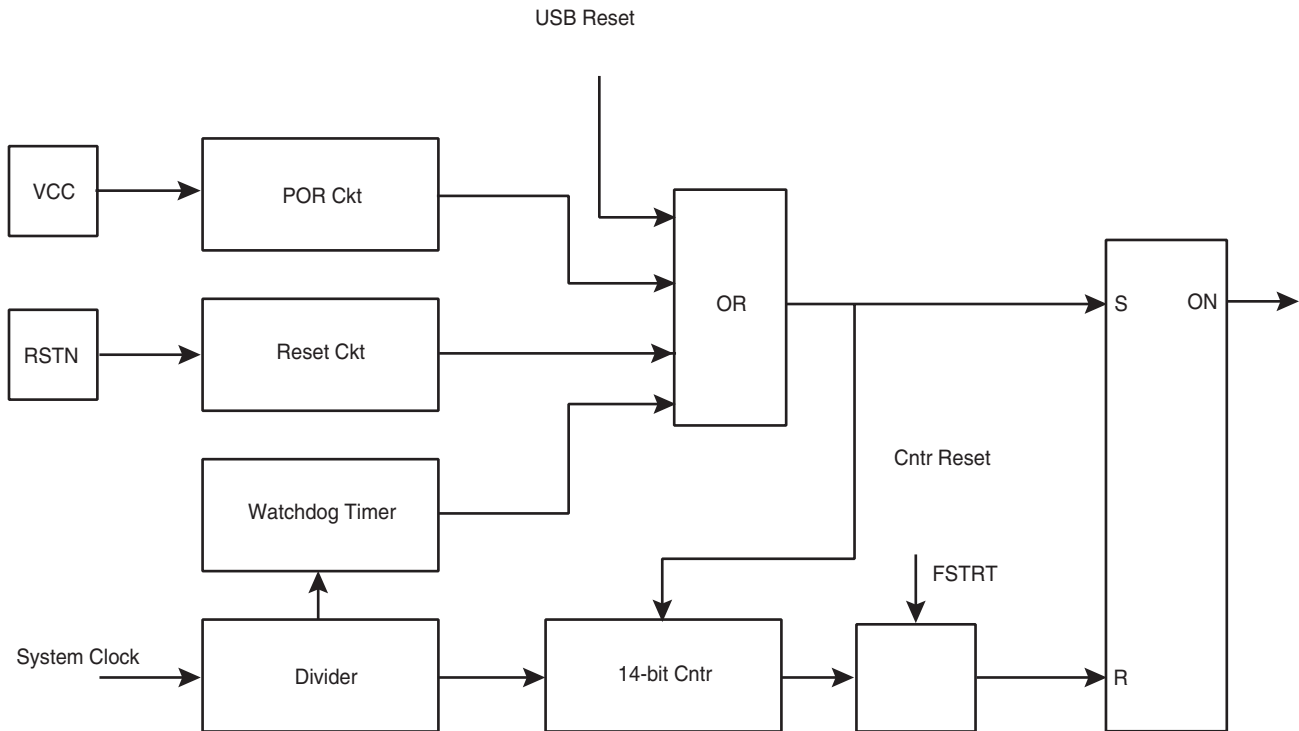 USB Reset
VCC
POR Ckt
OR
S
ON
RSTN
Reset Ckt
Cntr Reset
Watchdog Timer
FSTRT
System Clock
Divider
14-bit Cntr
R